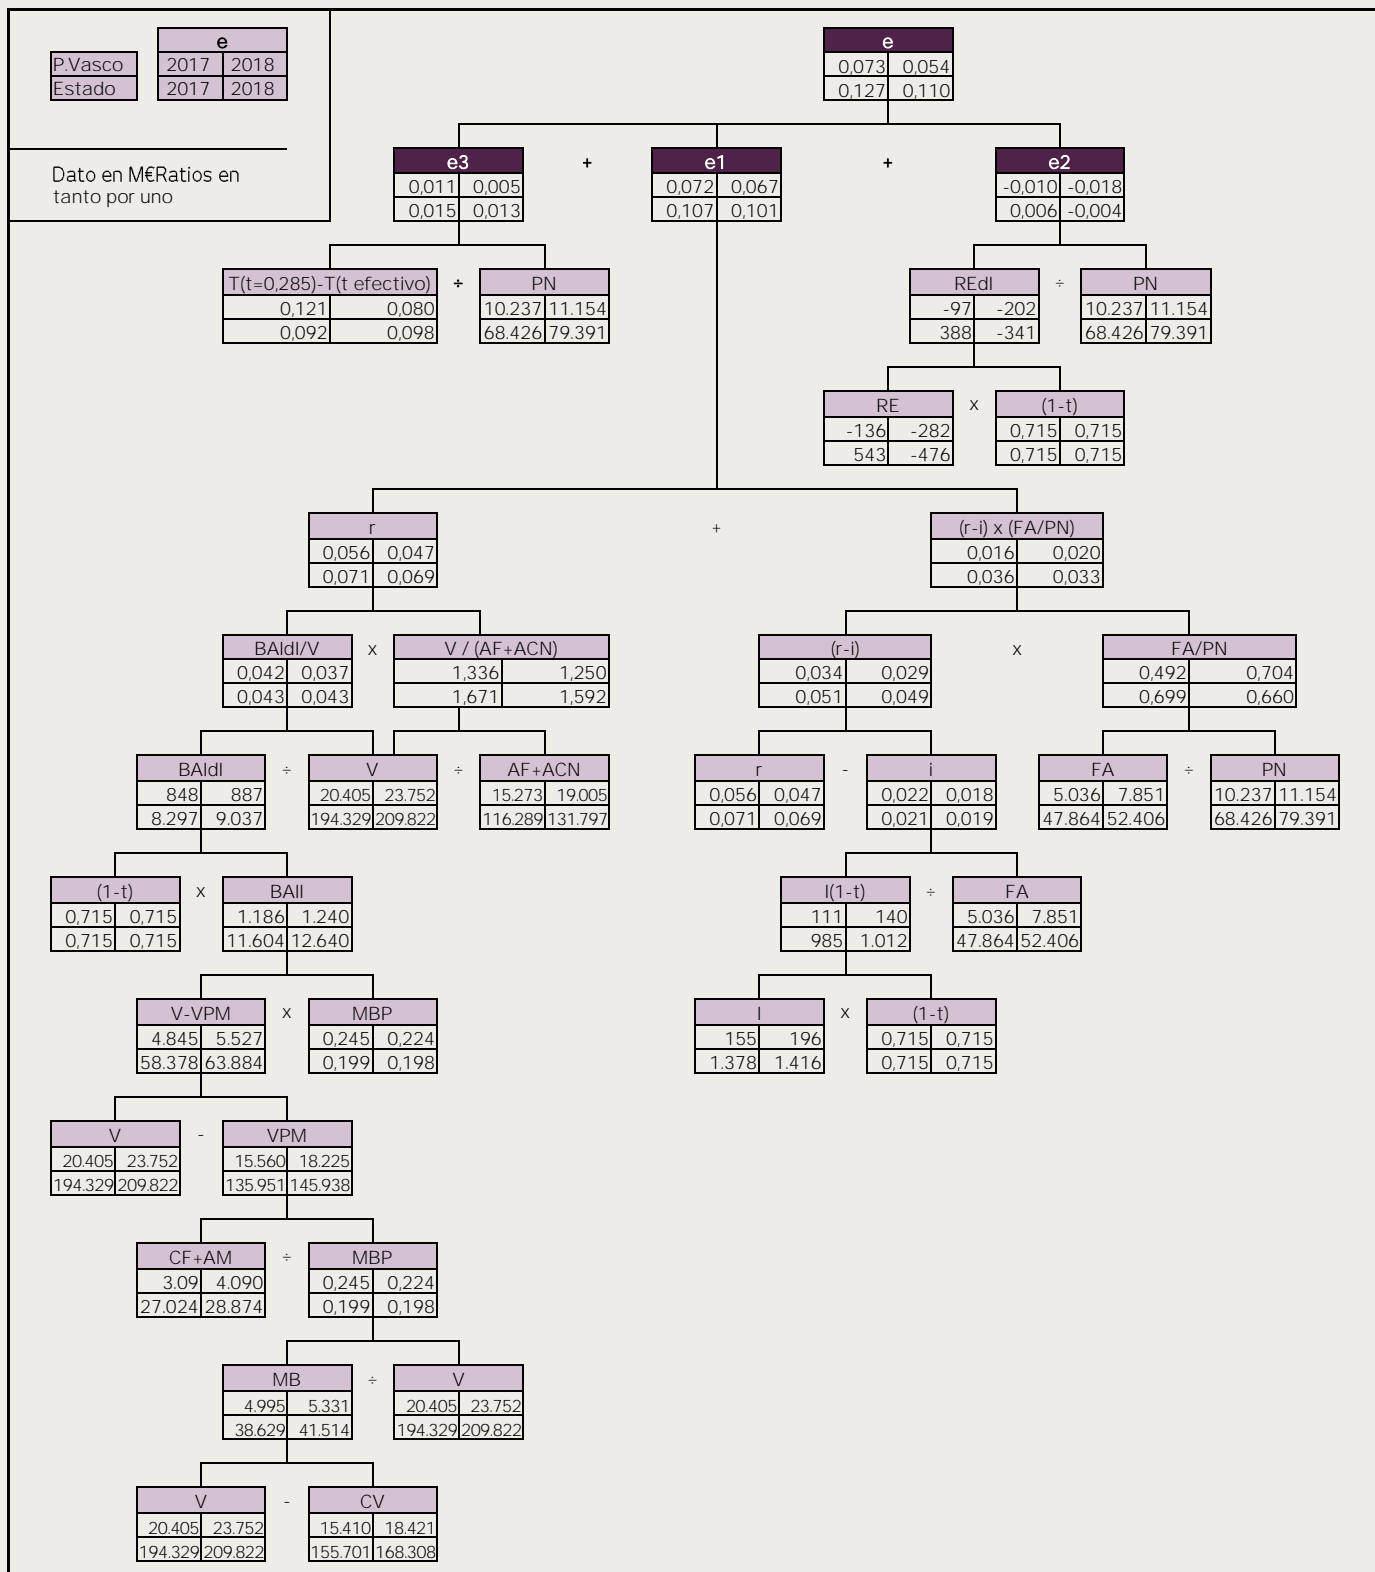 e
P.Vasco 2017 2018
Estado 2017 2018
Dato en M€Ratios en
tanto por uno
e
0,073 0,054
0,127 0,110
e3 + e1 + e2
0,011 0,005 0,072 0,067 -0,010 -0,018
0,015 0,013 0,107 0,101 0,006 -0,004
T(t=0,285)-T(t efectivo) ÷ PN REdI ÷ PN
0,121 0,080 10.237 11.154 -97 -202 10.237 11.154
0,092 0,098 68.426 79.391 388 -341 68.426 79.391
RE x (1-t)
-136 -282 0,715 0,715
543 -476 0,715 0,715
r + (r-i) x (FA/PN)
0,056 0,047 0,016 0,020
0,071 0,069 0,036 0,033
BAIdI/V x V / (AF+ACN) (r-i) x FA/PN
0,042 0,037 1,336 1,250 0,034 0,029 0,492 0,704
0,043 0,043 1,671 1,592 0,051 0,049 0,699 0,660
BAIdI ÷ V ÷ AF+ACN r - i FA ÷ PN
848 887 20.405 23.752 15.273 19.005 0,056 0,047 0,022 0,018 5.036 7.851 10.237 11.154
8.297 9.037 194.329 209.822 116.289 131.797 0,071 0,069 0,021 0,019 47.864 52.406 68.426 79.391
(1-t) x BAII I(1-t) ÷ FA
0,715 0,715 1.186 1.240 111 140 5.036 7.851
0,715 0,715 11.604 12.640 985 1.012 47.864 52.406
V-VPM x MBP I x (1-t)
4.845 5.527 0,245 0,224 155 196 0,715 0,715
58.378 63.884 0,199 0,198 1.378 1.416 0,715 0,715
V - VPM
20.405 23.752 15.560 18.225
194.329 209.822 135.951 145.938
CF+AM ÷ MBP
3.09 4.090 0,245 0,224
27.024 28.874 0,199 0,198
MB ÷ V
4.995 5.331 20.405 23.752
38.629 41.514 194.329 209.822
V - CV
20.405 23.752 15.410 18.421
194.329 209.822 155.701 168.308